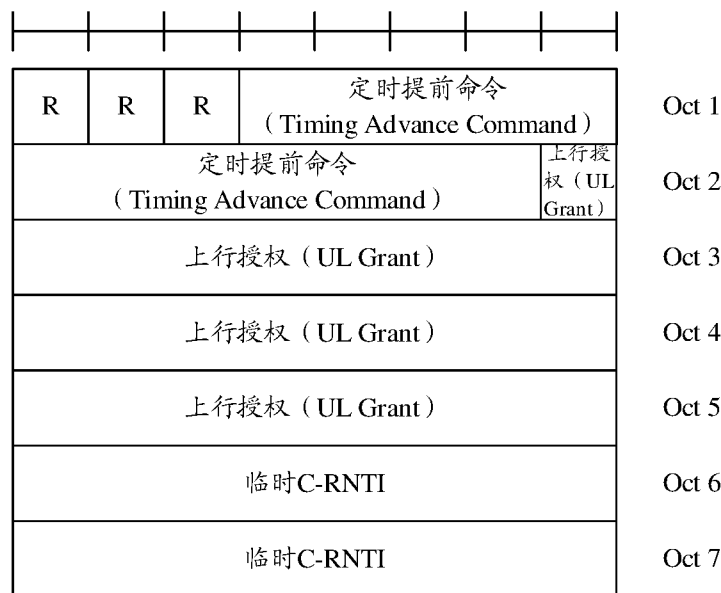 R R R 定时提前命令
（Timing Advance Command） Oct 1
定时提前命令
（Timing Advance Command）
上行授
权（UL
Grant） Oct 2
上行授权（UL Grant） Oct 3
上行授权（UL Grant） Oct 4
上行授权（UL Grant） Oct 5
临时C-RNTI Oct 6
临时C-RNTI Oct 7